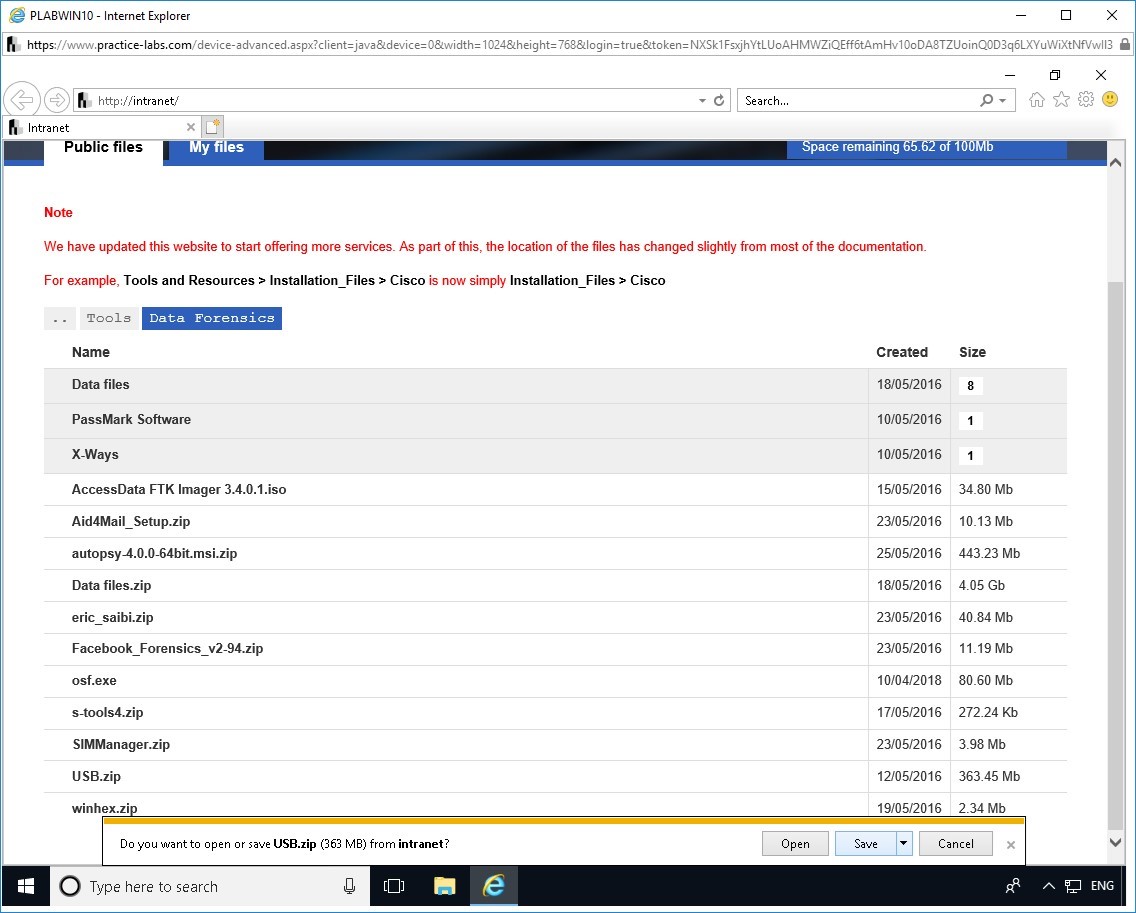 PLABWIN10 - Internet Explorer
https://www.practice-labs.com/device-advanced.aspx?client=java&device=0&width=1024&height=768&login=true&token=
http://intranet/
Search...
Intranet
Public files
My files
Space remaining 65.62 of 100Mb
Note
We have updated this website to start offering more services. As part of this, the location of the files has changed slightly from most of the documentation.
For example, Tools and Resources > Installation_Files > Cisco is now simply Installation_Files > Cisco
.. Tools Data Forensics
Name Created Size
Data files 18/05/2016 8
PassMark Software 10/05/2016 1
X-Ways 10/05/2016 1
AccessData FTK Imager 3.4.0.1.iso 15/05/2016 34.80 Mb
Aid4Mail_Setup.zip 23/05/2016 10.13 Mb
autopsy-4.0.0-64bit.msi.zip 25/05/2016 443.23 Mb
Data files.zip 18/05/2016 4.05 Gb
eric_saibi.zip 23/05/2016 40.84 Mb
Facebook_Forensics_v2-94.zip 23/05/2016 11.19 Mb
osf.exe 10/04/2018 80.60 Mb
s-tools4.zip 17/05/2016 272.24 Kb
SIMManager.zip 23/05/2016 3.98 Mb
USB.zip 12/05/2016 363.45 Mb
winhex.zip 19/05/2016 2.34 Mb
Do you want to open or save USB.zip (363 MB) from intranet?
Open
Save
Cancel
Type here to search
ENG